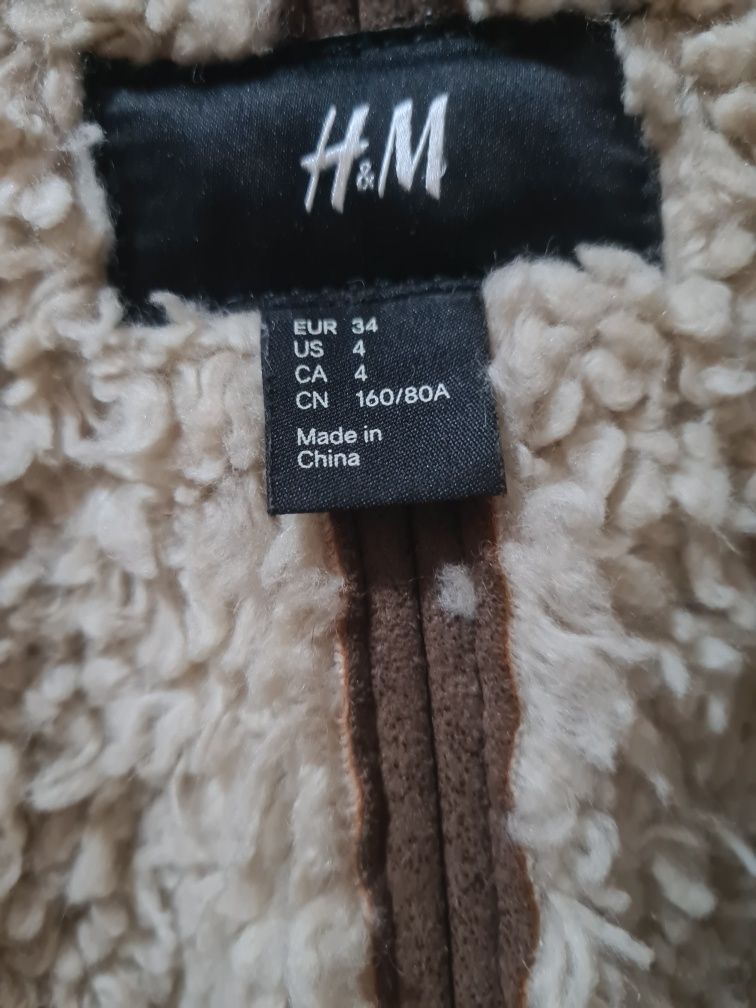 H&M
EUR 34
US 4
CA 4
CN 160/80A
Made in
China